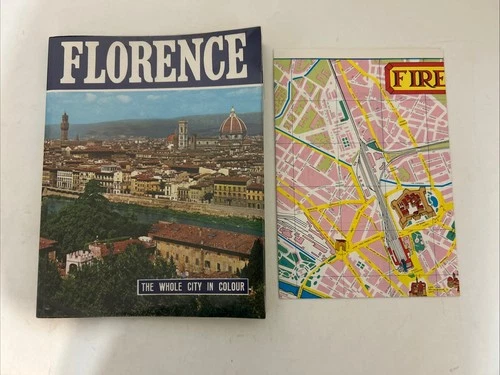 FLORENCE
THE WHOLE CITY IN COLOUR
FIRE